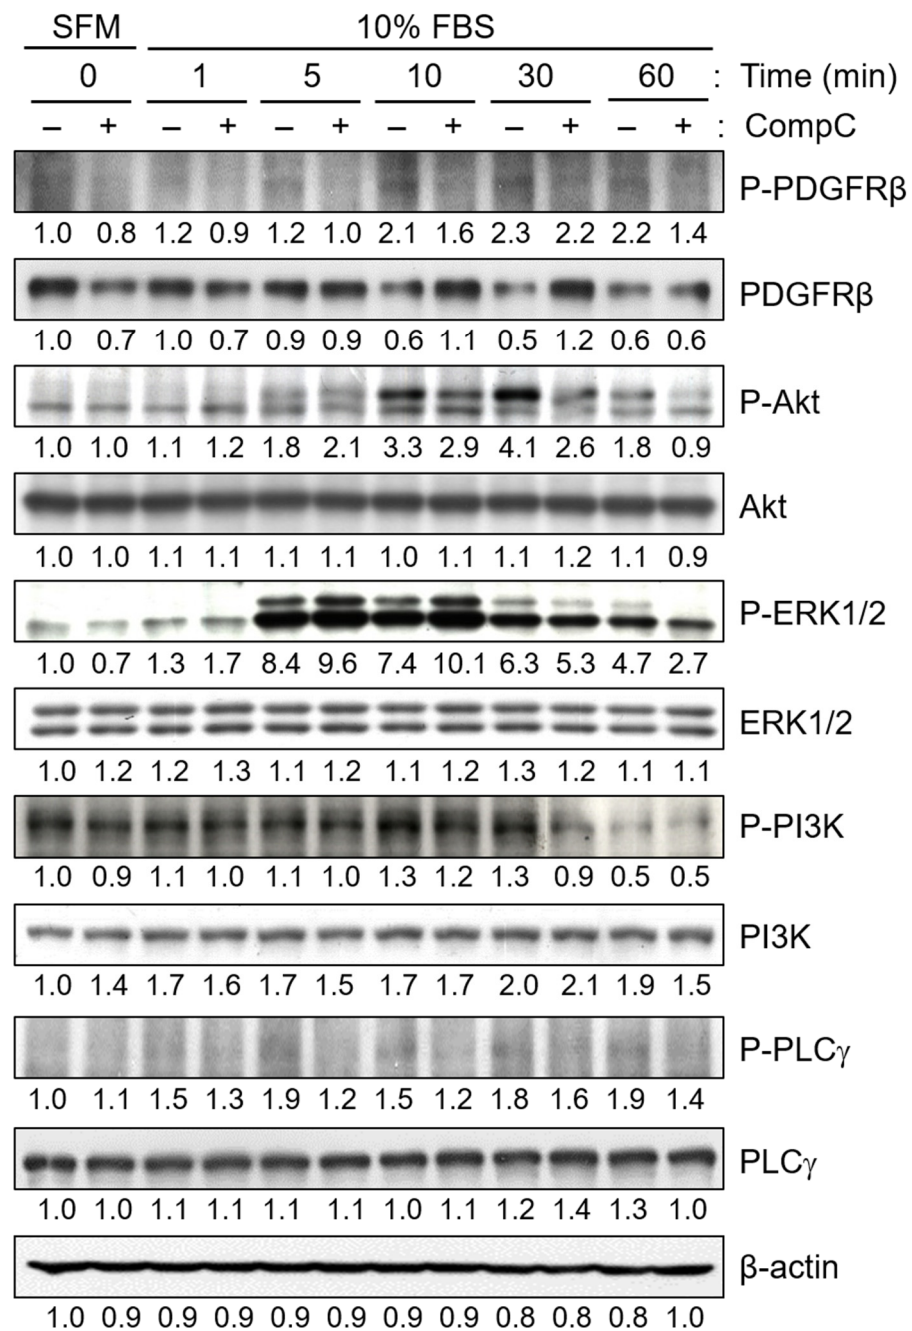 SFM 10% FBS
0 1 5 10 30 60 : Time (min)
– + – + – + – + – + – + : CompC
P-PDGFRβ
1.0 0.8 1.2 0.9 1.2 1.0 2.1 1.6 2.3 2.2 2.2 1.4
PDGFRβ
1.0 0.7 1.0 0.7 0.9 0.9 0.6 1.1 0.5 1.2 0.6 0.6
P-Akt
1.0 1.0 1.1 1.2 1.8 2.1 3.3 2.9 4.1 2.6 1.8 0.9
Akt
1.0 1.0 1.1 1.1 1.1 1.1 1.0 1.1 1.1 1.2 1.1 0.9
P-ERK1/2
1.0 0.7 1.3 1.7 8.4 9.6 7.4 10.1 6.3 5.3 4.7 2.7
ERK1/2
1.0 1.2 1.2 1.3 1.1 1.2 1.1 1.2 1.3 1.2 1.1 1.1
P-PI3K
1.0 0.9 1.1 1.0 1.1 1.0 1.3 1.2 1.3 0.9 0.5 0.5
PI3K
1.0 1.4 1.7 1.6 1.7 1.5 1.7 1.7 2.0 2.1 1.9 1.5
P-PLCγ
1.0 1.1 1.5 1.3 1.9 1.2 1.5 1.2 1.8 1.6 1.9 1.4
PLCγ
1.0 1.0 1.1 1.1 1.1 1.1 1.0 1.1 1.2 1.4 1.3 1.0
β-actin
1.0 0.9 0.9 0.9 0.9 0.9 0.9 0.9 0.8 0.8 0.8 1.0